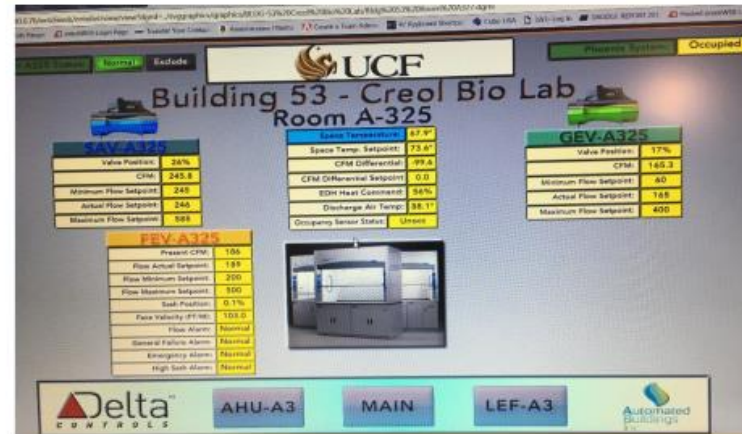 Normal Exclude
UCF
Phoenix System: Occupied
Building 53 - Creol Bio Lab
Room A-325
SAV-A325
Valve Position: 26%
CFM: 245.8
Minimum Flow Setpoint: 245
Actual Flow Setpoint: 246
Maximum Flow Setpoint: 585
Space Temperature: 67.9°
Space Temp. Setpoint: 73.6°
CFM Differential: -99.6
CFM Differential Setpoint 0.0
EDH Heat Command: 56%
Discharge Air Temp: 88.1°
Occupancy Sensor Status: Unocc
GEV-A325
Valve Position: 17%
CFM: 165.3
Minimum Flow Setpoint: 60
Actual Flow Setpoint: 165
Maximum Flow Setpoint: 400
FEV-A325
Present CFM: 186
Flow Actual Setpoint: 189
Flow Minimum Setpoint: 200
Flow Maximum Setpoint: 500
Sash Position: 0.1%
Face Velocity (FT/M): 103.0
Flow Alarm: Normal
General Failure Alarm: Normal
Emergency Alarm: Normal
High Sash Alarm: Normal
Delta
CONTROLS
AHU-A3
MAIN
LEF-A3
Automated
Buildings